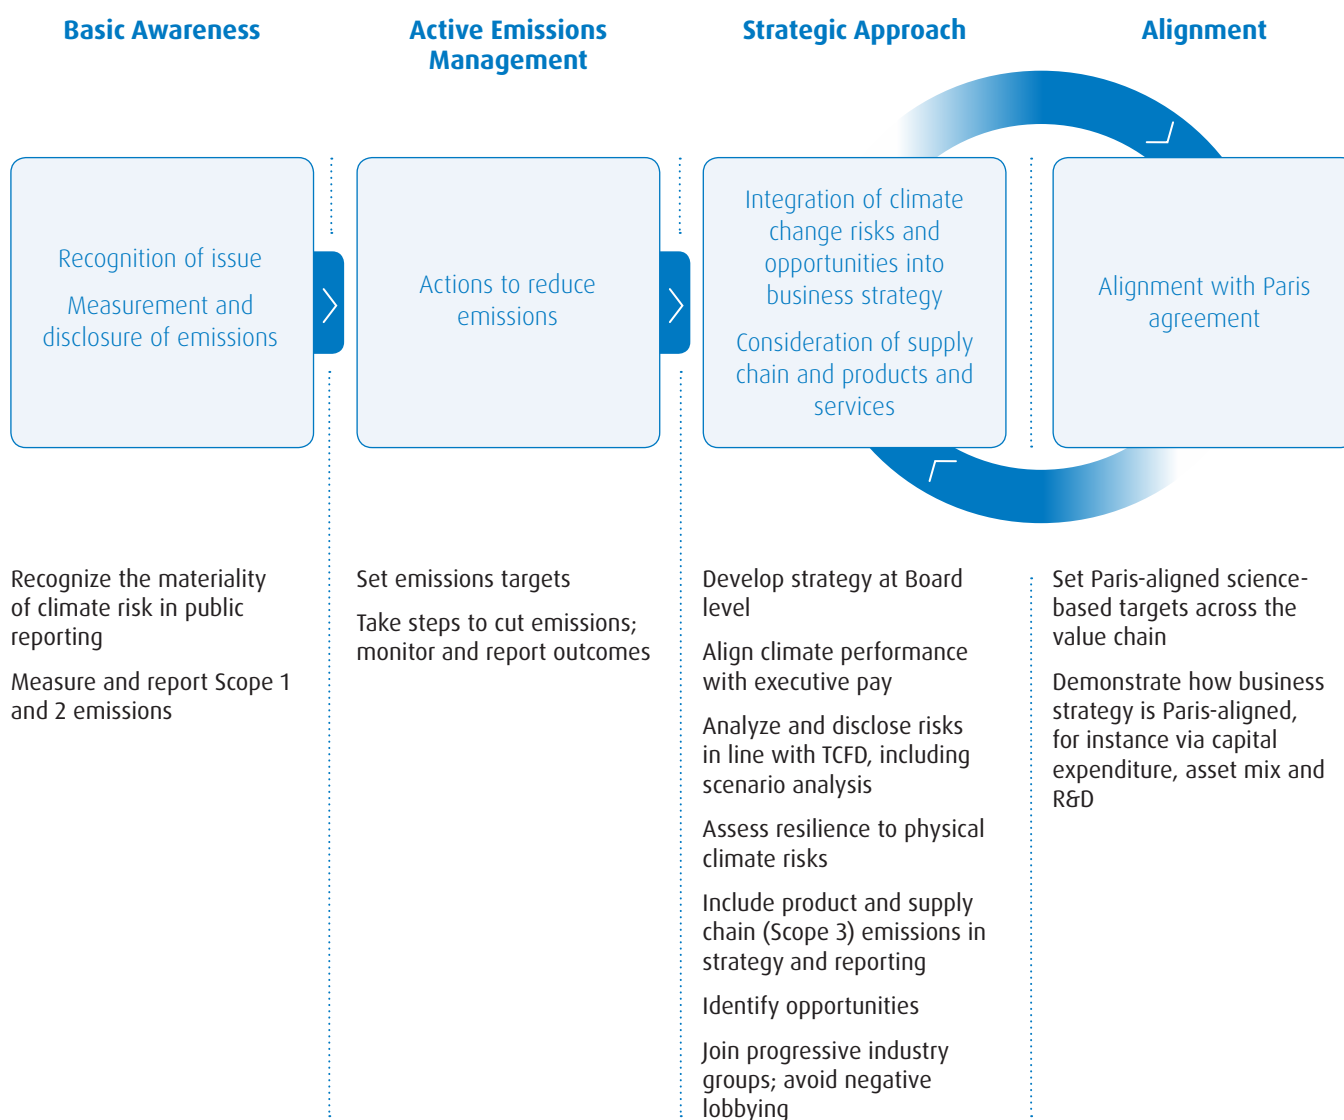 Basic Awareness
Active Emissions
Management
Strategic Approach
Alignment
Recognition of issue
Measurement and
disclosure of emissions
Actions to reduce
emissions
Integration of climate
change risks and
opportunities into
business strategy
Consideration of supply
chain and products and
services
Alignment with Paris
agreement
Recognize the materiality
of climate risk in public
reporting
Measure and report Scope 1
and 2 emissions
Set emissions targets
Take steps to cut emissions;
monitor and report outcomes
Develop strategy at Board
level
Align climate performance
with executive pay
Analyze and disclose risks
in line with TCFD, including
scenario analysis
Assess resilience to physical
climate risks
Include product and supply
chain (Scope 3) emissions in
strategy and reporting
Identify opportunities
Join progressive industry
groups; avoid negative
lobbying
Set Paris-aligned science-
based targets across the
value chain
Demonstrate how business
strategy is Paris-aligned,
for instance via capital
expenditure, asset mix and
R&D